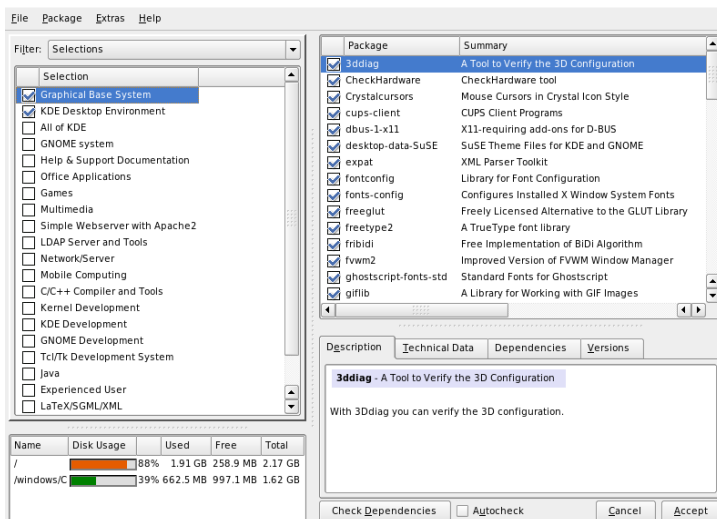 File Package Extras Help
Filter: Selections
Selection
Graphical Base System
KDE Desktop Environment
All of KDE
GNOME system
Help & Support Documentation
Office Applications
Games
Multimedia
Simple Webserver with Apache2
LDAP Server and Tools
Network/Server
Mobile Computing
C/C++ Compiler and Tools
Kernel Development
KDE Development
GNOME Development
Tcl/Tk Development System
Java
Experienced User
LaTeX/SGML/XML
Name Disk Usage Used Free Total
/ 88% 1.91 GB 258.9 MB 2.17 GB
/windows/C 39% 662.5 MB 997.1 MB 1.62 GB
Package Summary
3ddiag A Tool to Verify the 3D Configuration
CheckHardware CheckHardware tool
Crystalcursors Mouse Cursors in Crystal Icon Style
cups-client CUPS Client Programs
dbus-1-x11 X11-requiring add-ons for D-BUS
desktop-data-SuSE SuSE Theme Files for KDE and GNOME
expat XML Parser Toolkit
fontconfig Library for Font Configuration
fonts-config Configures Installed X Window System Fonts
freeglut Freely Licensed Alternative to the GLUT Library
freetype2 A TrueType font library
fribidi Free Implementation of BiDi Algorithm
fvwm2 Improved Version of FVWM Window Manager
ghostscript-fonts-std Standard Fonts for Ghostscript
giflib A Library for Working with GIF Images
Description Technical Data Dependencies Versions
3ddiag - A Tool to Verify the 3D Configuration
With 3Ddiag you can verify the 3D configuration.
Check Dependencies Autocheck Cancel Accept